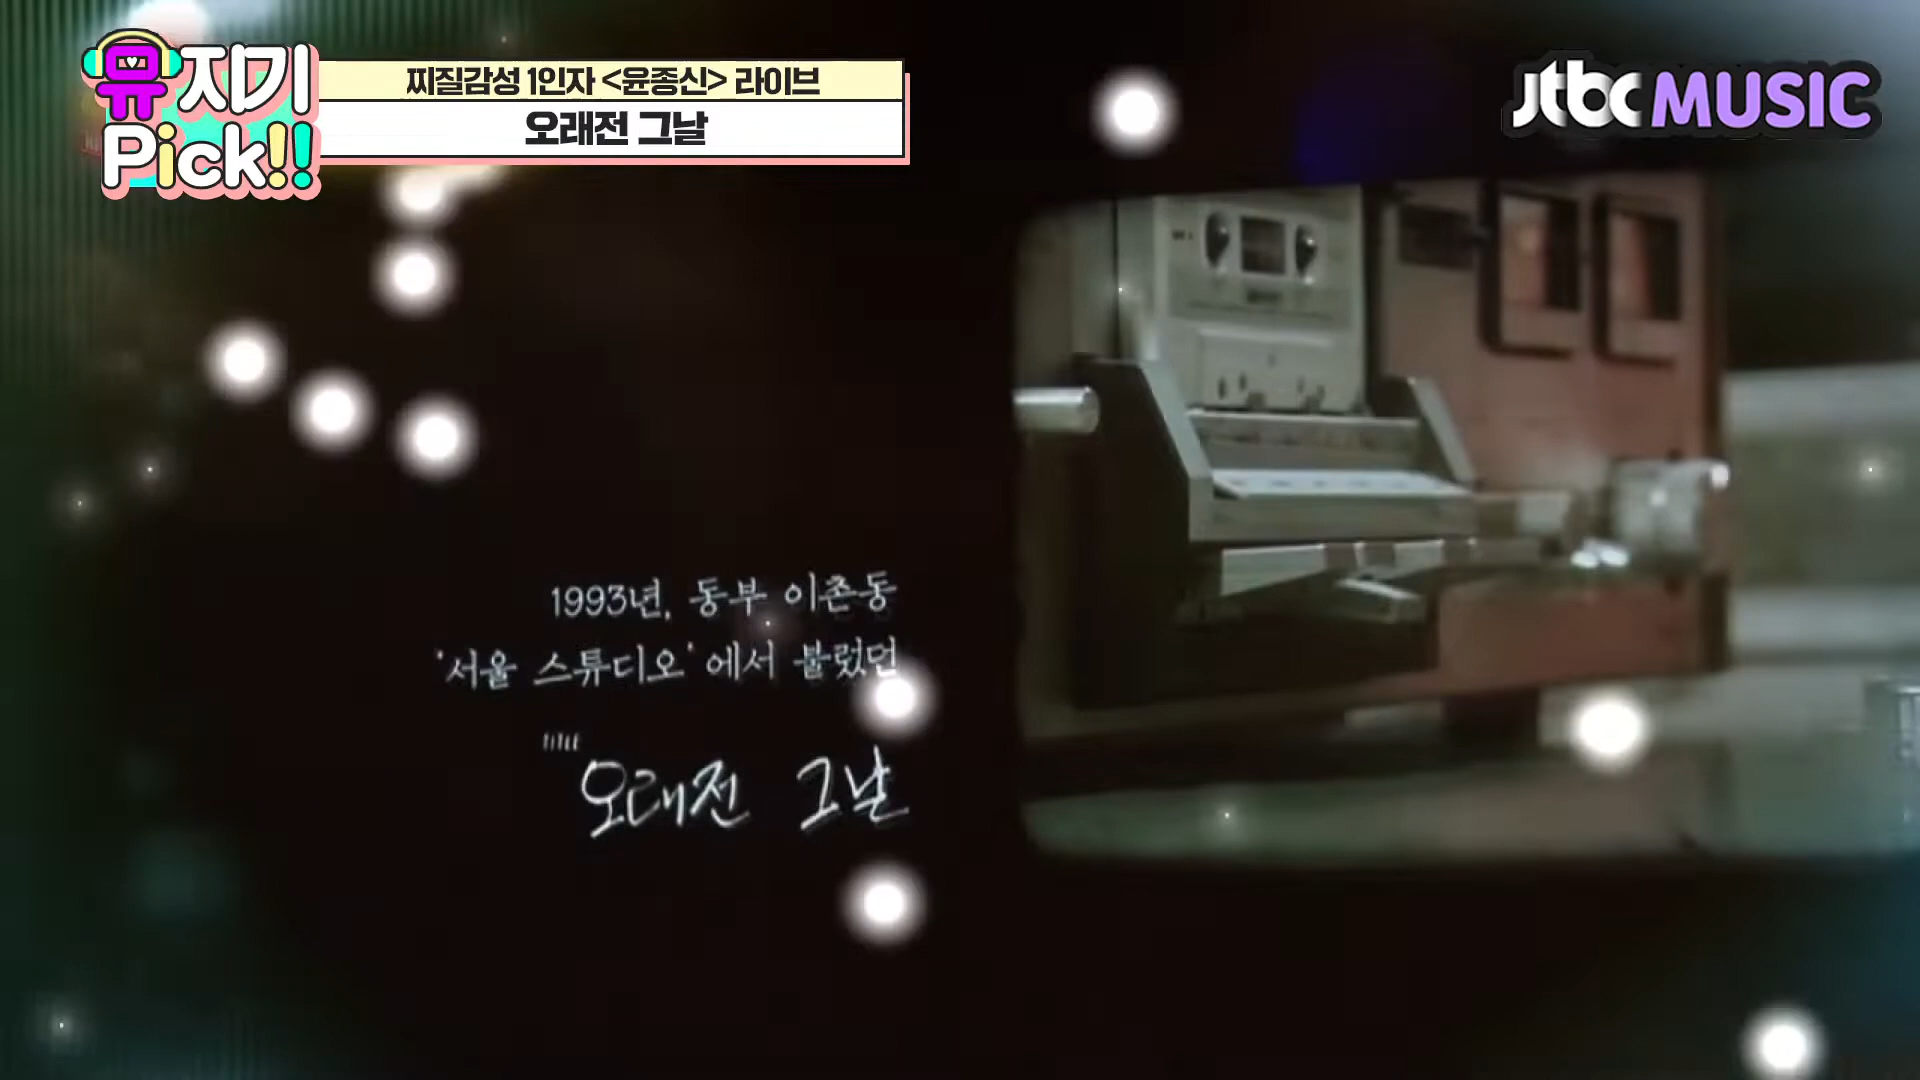 뮤지기
Pick!!
찌질감성 1인자 <윤종신> 라이브
오래전 그날
jtbc MUSIC
1993년, 동부 이촌동
'서울 스튜디오'에서 불렀던
오래전 그날